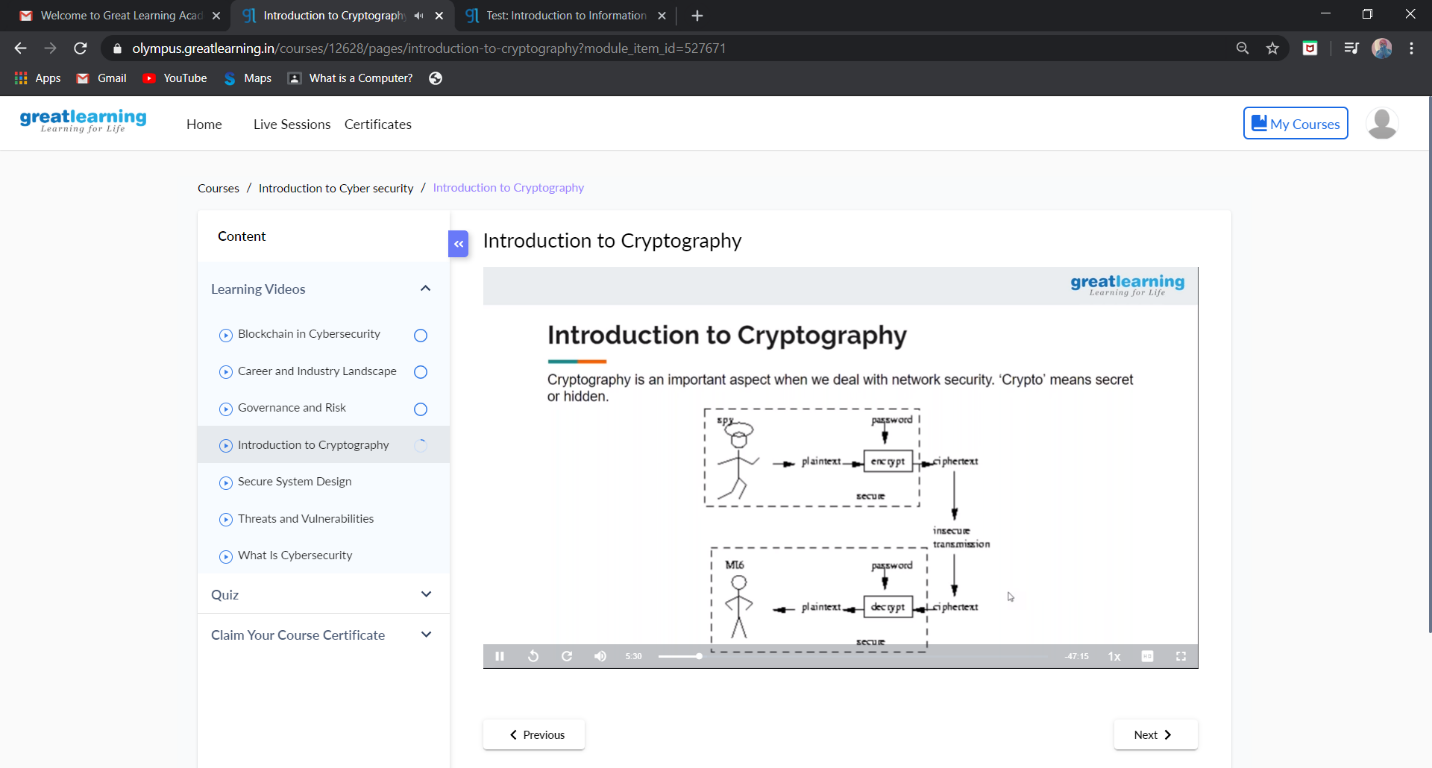 Welcome to Great Learning Acad
Introduction to Cryptography
Test: Introduction to Information
olympus.greatlearning.in/courses/12628/pages/introduction-to-cryptography?module_item_id=527671
Apps
Gmail
YouTube
Maps
What is a Computer?
greatlearning
Learning for Life
Home
Live Sessions
Certificates
My Courses
Courses / Introduction to Cyber security / Introduction to Cryptography
Content
Learning Videos
Blockchain in Cybersecurity
Career and Industry Landscape
Governance and Risk
Introduction to Cryptography
Secure System Design
Threats and Vulnerabilities
What Is Cybersecurity
Quiz
Claim Your Course Certificate
Introduction to Cryptography
greatlearning
Learning for Life
Introduction to Cryptography
Cryptography is an important aspect when we deal with network security. ‘Crypto’ means secret
or hidden.
spy
password
plaintext
encrypt
ciphertext
secure
insecure
transmission
MI6
password
plaintext
decrypt
ciphertext
secure
5:30
-47:15
1x
Previous
Next